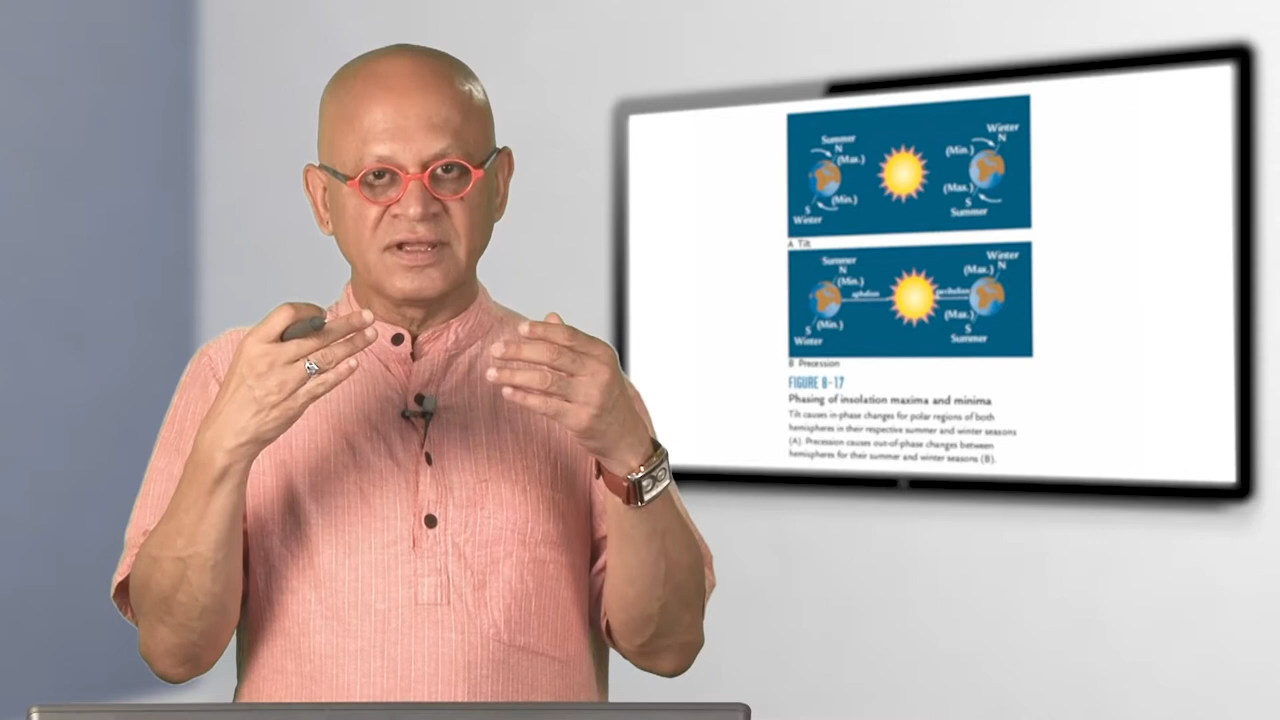 Summer
N
(Max.)
(Min.)
S
Winter
Winter
N
(Min.)
(Max.)
S
Summer
A Tilt
Summer
N
(Min.)
aphelion
(Min.)
S
Winter
Winter
(Max.) N
perihelion
(Max.)
S
Summer
B Precession
FIGURE 8-17
Phasing of insolation maxima and minima
Tilt causes in-phase changes for polar regions of both
hemispheres in their respective summer and winter seasons
(A). Precession causes out-of-phase changes between
hemispheres for their summer and winter seasons (B).